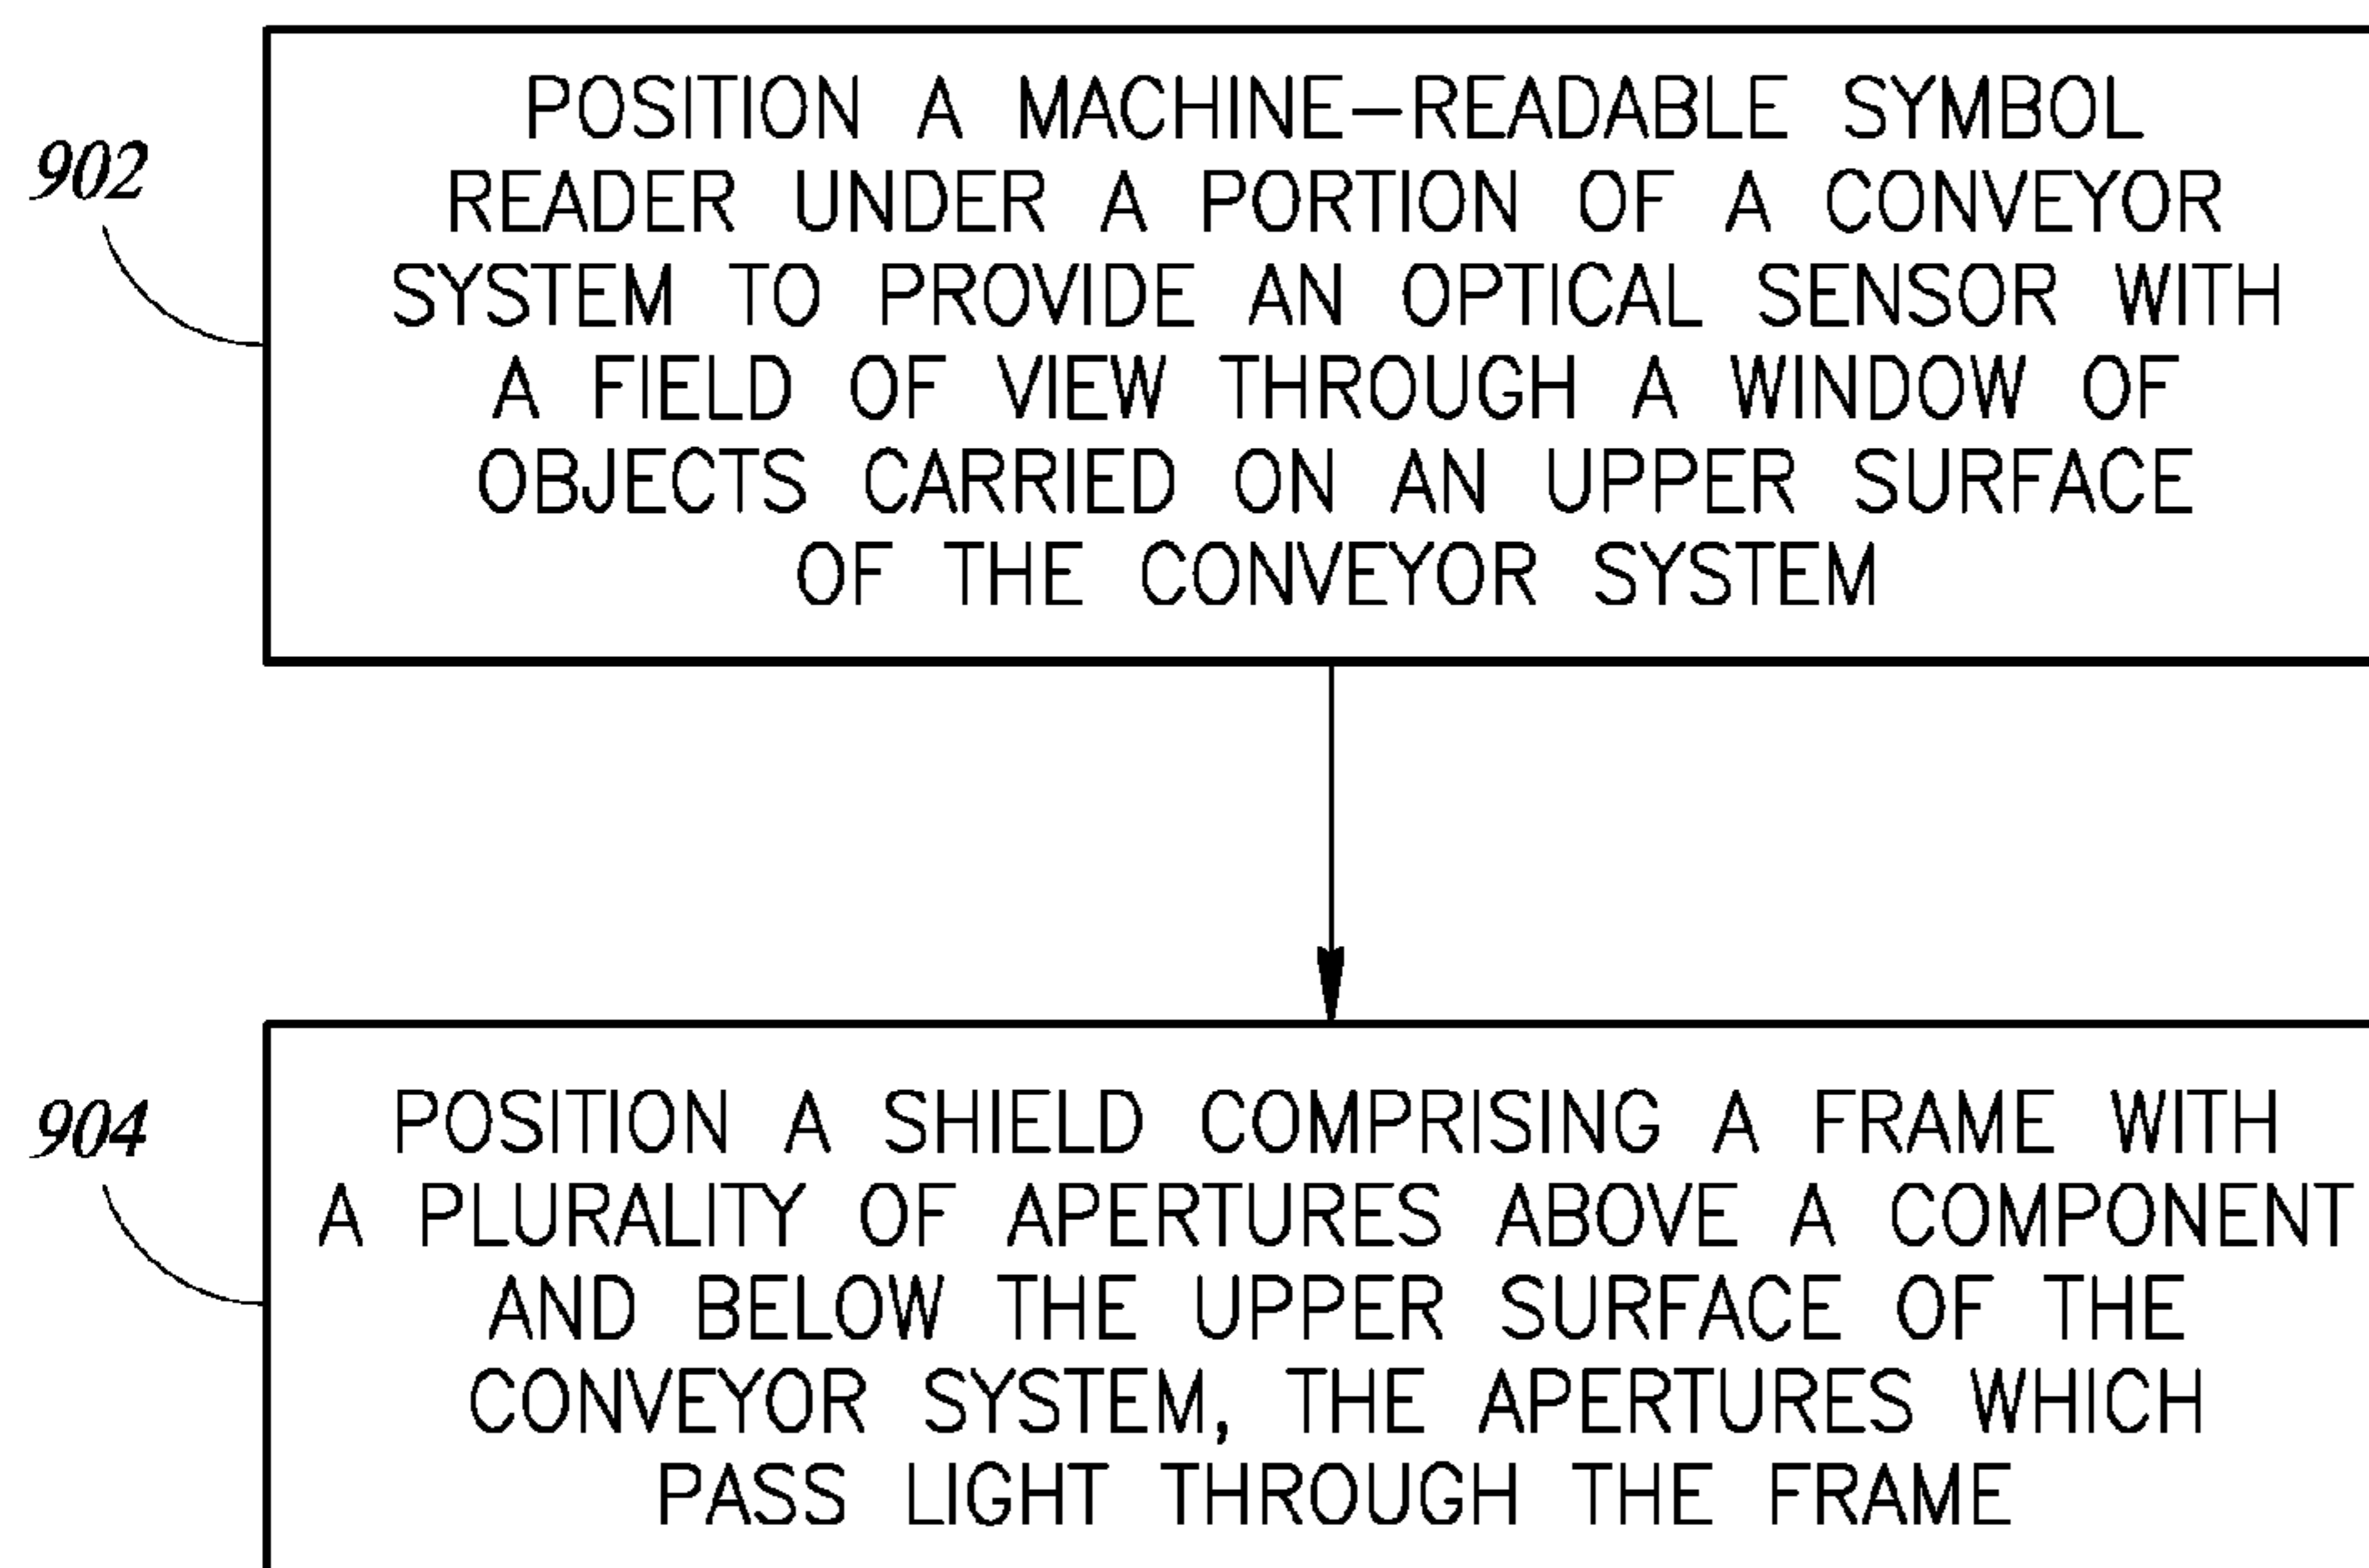 902
POSITION A MACHINE-READABLE SYMBOL
READER UNDER A PORTION OF A CONVEYOR
SYSTEM TO PROVIDE AN OPTICAL SENSOR WITH
A FIELD OF VIEW THROUGH A WINDOW OF
OBJECTS CARRIED ON AN UPPER SURFACE
OF THE CONVEYOR SYSTEM
904
POSITION A SHIELD COMPRISING A FRAME WITH
A PLURALITY OF APERTURES ABOVE A COMPONENT
AND BELOW THE UPPER SURFACE OF THE
CONVEYOR SYSTEM, THE APERTURES WHICH
PASS LIGHT THROUGH THE FRAME